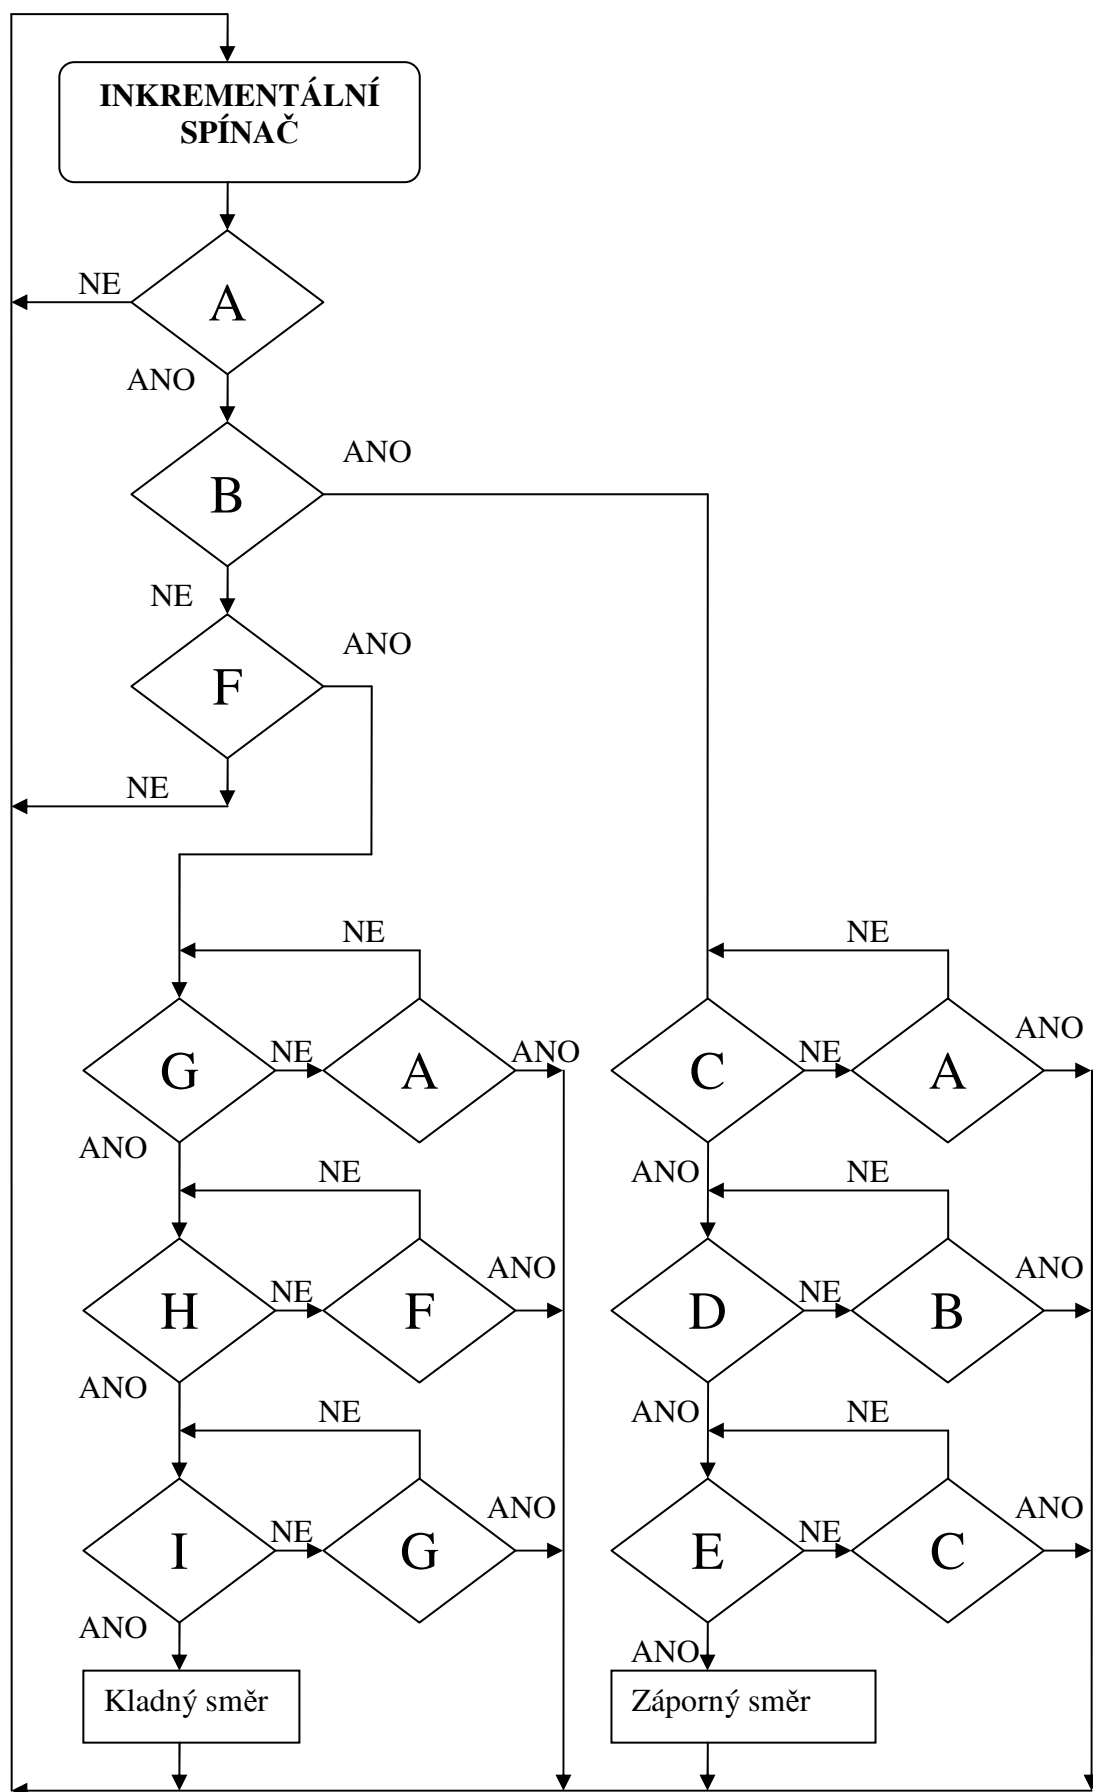 INKREMENTÁLNÍ
SPÍNAČ
NE
A
ANO
ANO
B
NE
ANO
F
NE
NE
NE
G
NE
A
ANO
C
NE
A
ANO
ANO
NE
ANO
NE
H
NE
F
ANO
D
NE
B
ANO
ANO
NE
ANO
NE
I
NE
G
ANO
E
NE
C
ANO
ANO
ANO
Kladný směr
Záporný směr